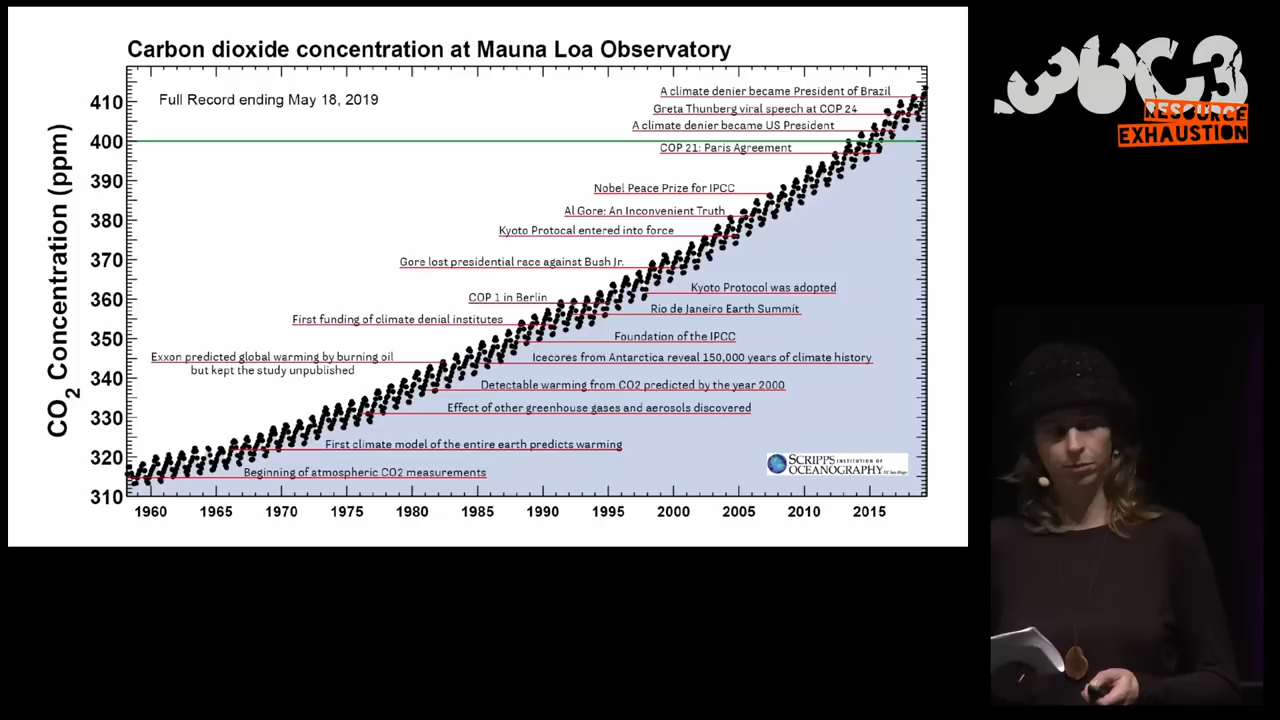 Carbon dioxide concentration at Mauna Loa Observatory
Full Record ending May 18, 2019
CO2 Concentration (ppm)
410
400
390
380
370
360
350
340
330
320
310
A climate denier became President of Brazil
Greta Thunberg viral speech at COP 24
A climate denier became US President
COP 21: Paris Agreement
Nobel Peace Prize for IPCC
Al Gore: An Inconvenient Truth
Kyoto Protocal entered into force
Gore lost presidential race against Bush Jr.
Kyoto Protocol was adopted
COP 1 in Berlin
Rio de Janeiro Earth Summit
First funding of climate denial institutes
Foundation of the IPCC
Exxon predicted global warming by burning oil
but kept the study unpublished
Icecores from Antarctica reveal 150,000 years of climate history
Detectable warming from CO2 predicted by the year 2000
Effect of other greenhouse gases and aerosols discovered
First climate model of the entire earth predicts warming
Beginning of atmospheric CO2 measurements
SCRIPPS INSTITUTION OF
OCEANOGRAPHY UC San Diego
1960 1965 1970 1975 1980 1985 1990 1995 2000 2005 2010 2015
36C3
RESOURCE
EXHAUSTION